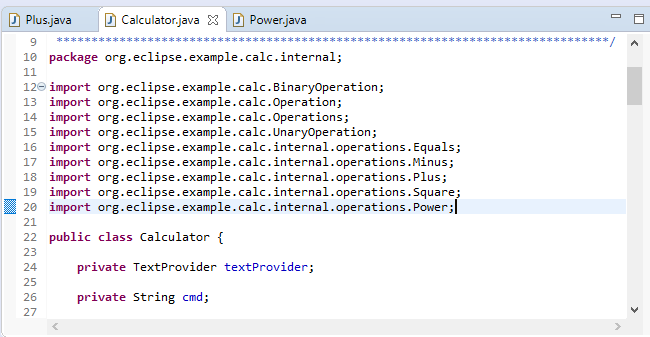 Plus.java Calculator.java Power.java
9 *******************************************************************************/
10 package org.eclipse.example.calc.internal;
11
12 import org.eclipse.example.calc.BinaryOperation;
13 import org.eclipse.example.calc.Operation;
14 import org.eclipse.example.calc.Operations;
15 import org.eclipse.example.calc.UnaryOperation;
16 import org.eclipse.example.calc.internal.operations.Equals;
17 import org.eclipse.example.calc.internal.operations.Minus;
18 import org.eclipse.example.calc.internal.operations.Plus;
19 import org.eclipse.example.calc.internal.operations.Square;
20 import org.eclipse.example.calc.internal.operations.Power;
21
22 public class Calculator {
23
24 private TextProvider textProvider;
25
26 private String cmd;
27